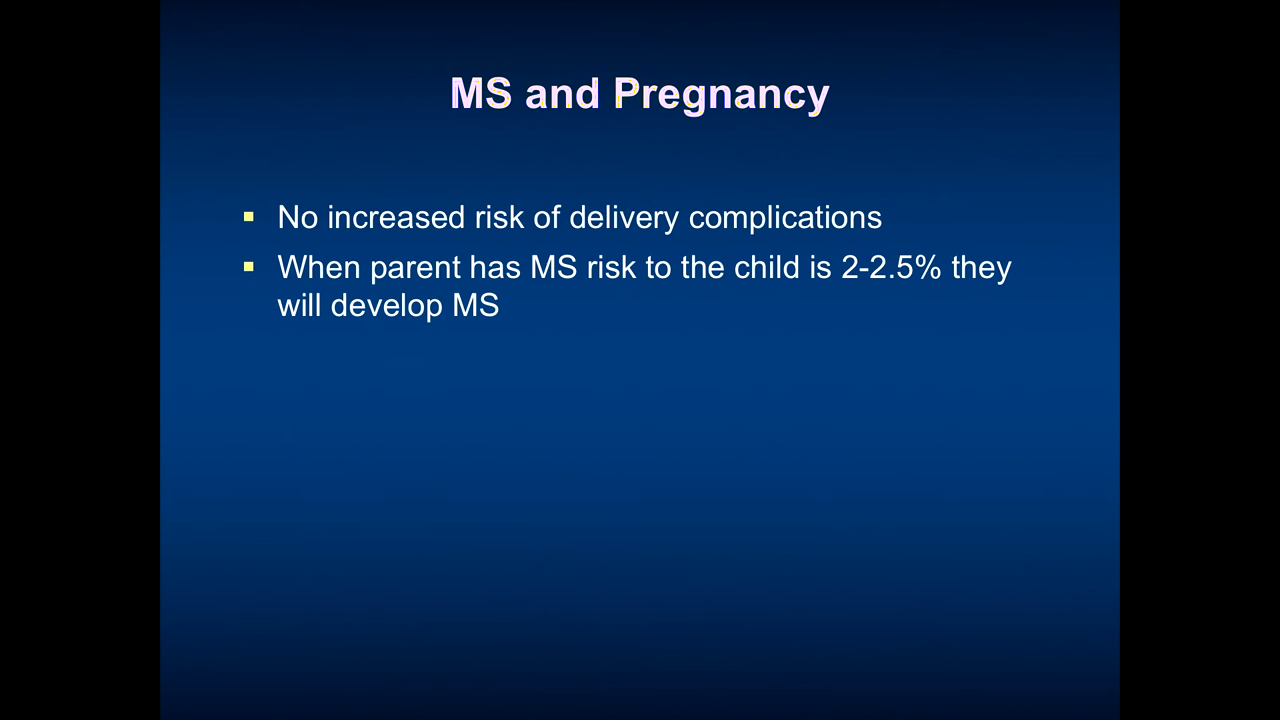 MS and Pregnancy
▪ No increased risk of delivery complications
▪ When parent has MS risk to the child is 2-2.5% they
will develop MS